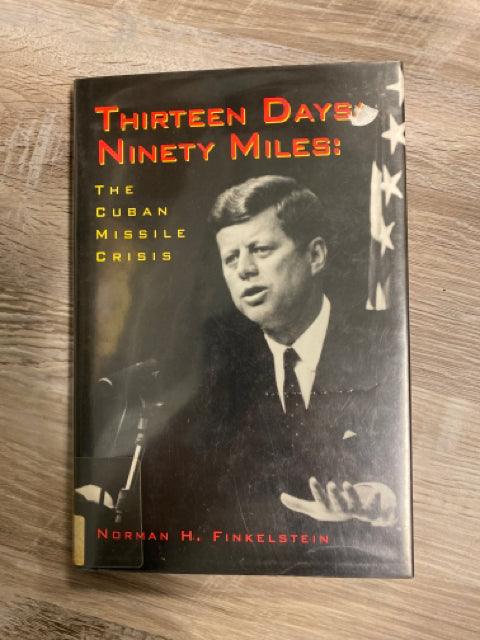 THIRTEEN DAYS
NINETY MILES:
THE
CUBAN
MISSILE
CRISIS
NORMAN H. FINKELSTEIN